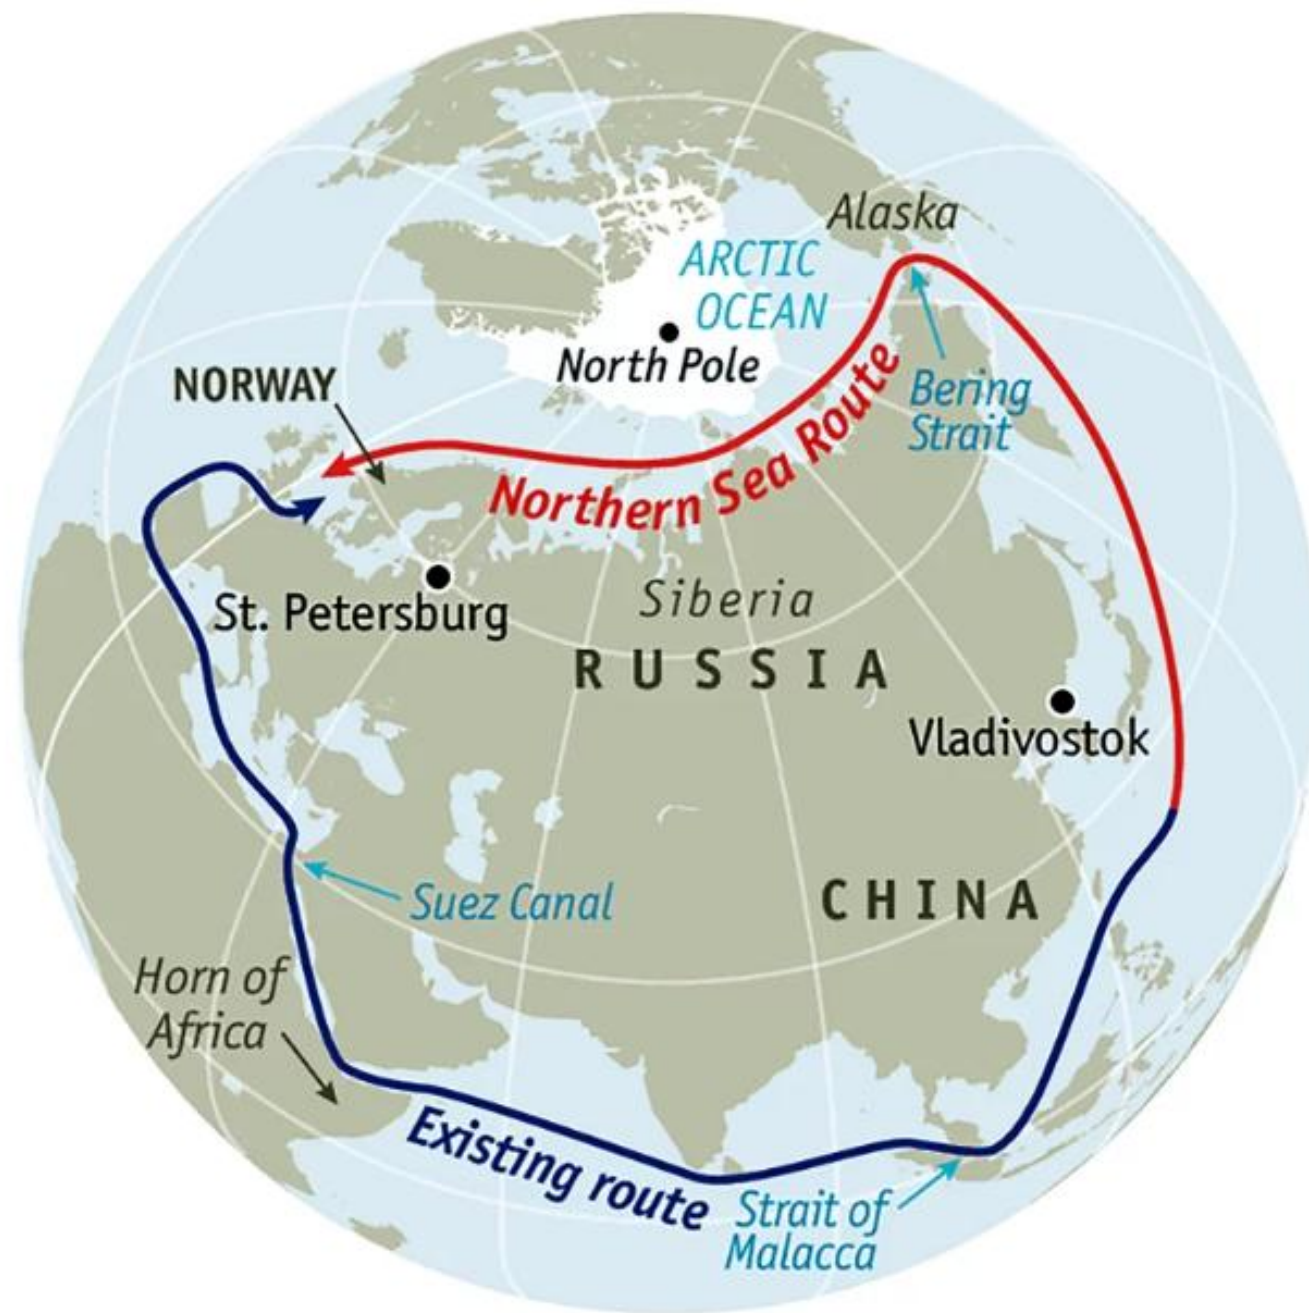 Alaska
ARCTIC
OCEAN
North Pole
NORWAY
Bering
Strait
Northern Sea Route
St. Petersburg
Siberia
RUSSIA
Vladivostok
CHINA
Suez Canal
Horn of
Africa
Existing route
Strait of
Malacca